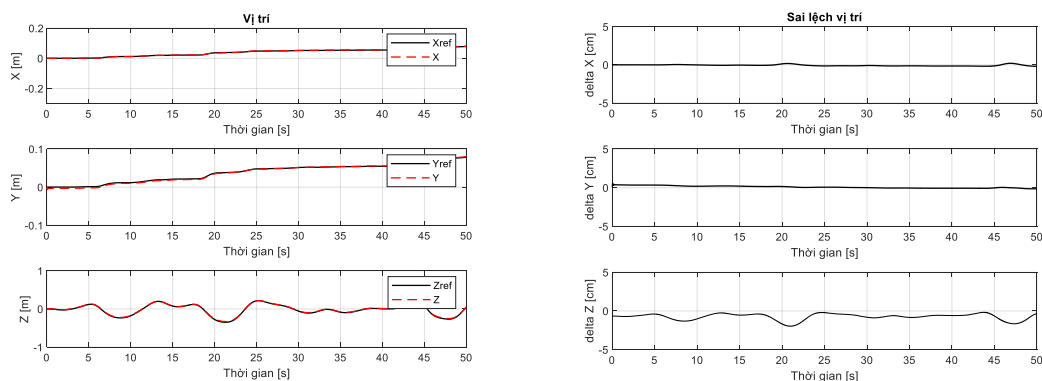 Vị trí
0.2
0
-0.2
X [m]
Xref
X
0 5 10 15 20 25 30 35 40 45 50
Thời gian [s]
0.1
0
-0.1
Y [m]
Yref
Y
0 5 10 15 20 25 30 35 40 45 50
Thời gian [s]
1
0
-1
Z [m]
Zref
Z
0 5 10 15 20 25 30 35 40 45 50
Thời gian [s]
Sai lệch vị trí
5
0
-5
delta X [cm]
0 5 10 15 20 25 30 35 40 45 50
Thời gian [s]
5
0
-5
delta Y [cm]
0 5 10 15 20 25 30 35 40 45 50
Thời gian [s]
5
0
-5
delta Z [cm]
0 5 10 15 20 25 30 35 40 45 50
Thời gian [s]